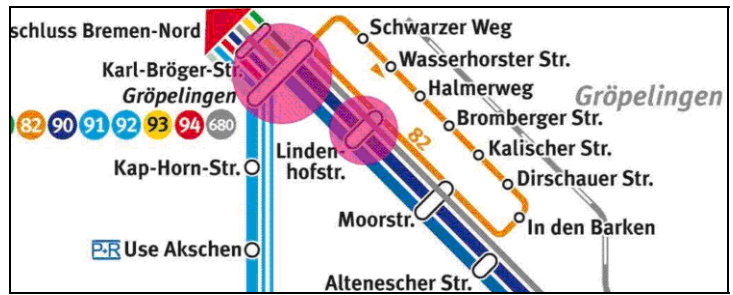 schluss Bremen-Nord
Schwarzer Weg
Wasserhorster Str.
Karl-Bröger-Str.
Halmerweg
Gröpelingen
Gröpelingen
82 90 91 92 93 94 680
Bromberger Str.
82
Kalischer Str.
Linden-
hofstr.
Kap-Horn-Str.
Dirschauer Str.
Moorstr.
In den Barken
P+R Use Akschen
Altenescher Str.